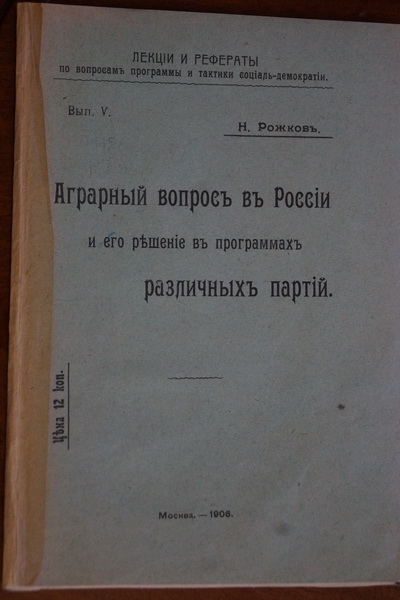 ЛЕКЦІИ И РЕФЕРАТЫ
по вопросамъ программы и тактики соціаль-демократіи.
Вып. V.
Н. Рожковъ.
Аграрный вопросъ въ Россіи
и его рѣшеніе въ программахъ
различныхъ партій.
Цѣна 12 коп.
Москва. — 1906.